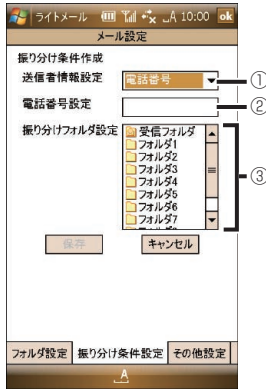 ライトメール 10:00 ok
メール設定
振り分け条件作成
送信者情報設定 電話番号 ①
電話番号設定 ②
振り分けフォルダ設定 受信フォルダ
フォルダ1
フォルダ2
フォルダ3
フォルダ4
フォルダ5
フォルダ6
フォルダ7
③
保存 キャンセル
フォルダ設定 振り分け条件設定 その他設定
A